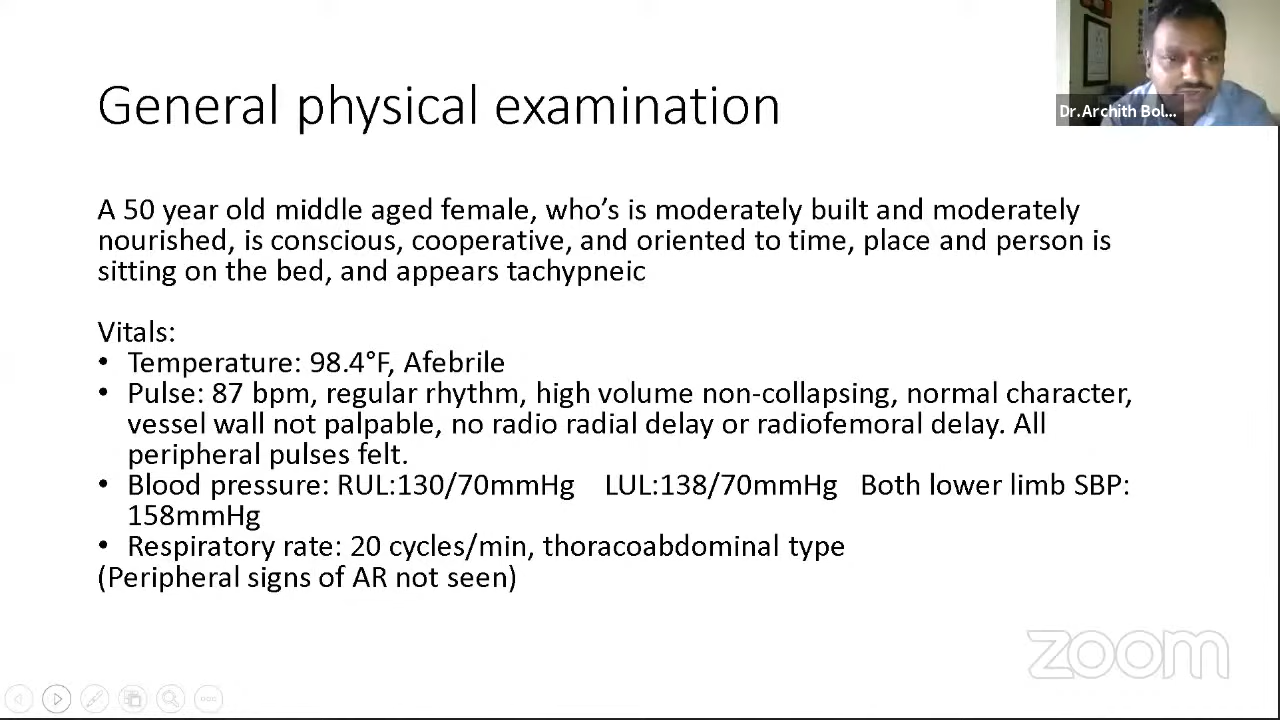 General physical examination
Dr.Archith Bol...
A 50 year old middle aged female, who’s is moderately built and moderately
nourished, is conscious, cooperative, and oriented to time, place and person is
sitting on the bed, and appears tachypneic
Vitals:
• Temperature: 98.4°F, Afebrile
• Pulse: 87 bpm, regular rhythm, high volume non-collapsing, normal character,
vessel wall not palpable, no radio radial delay or radiofemoral delay. All
peripheral pulses felt.
• Blood pressure: RUL:130/70mmHg LUL:138/70mmHg Both lower limb SBP:
158mmHg
• Respiratory rate: 20 cycles/min, thoracoabdominal type
(Peripheral signs of AR not seen)
zoom